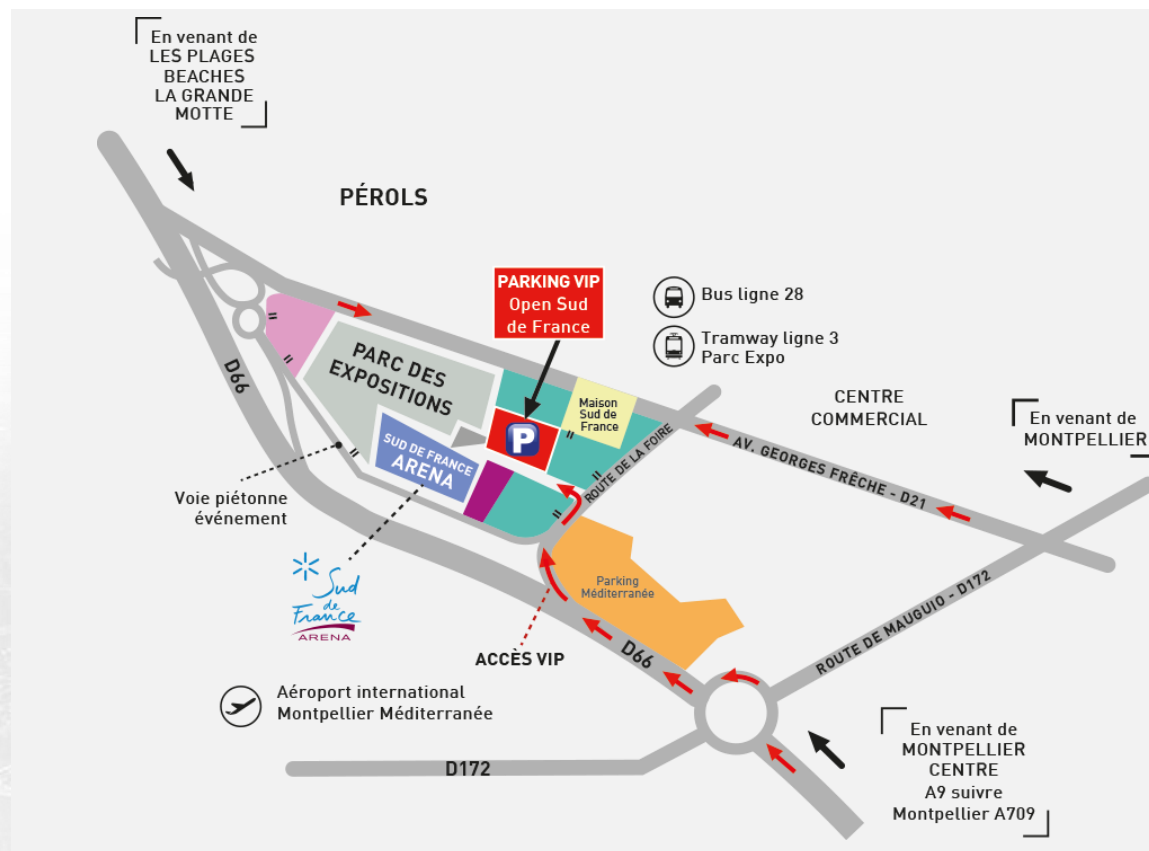 En venant de
LES PLAGES
BEACHES
LA GRANDE
MOTTE
PÉROLS
PARKING VIP
Open Sud
de France
Bus ligne 28
Tramway ligne 3
Parc Expo
D66
PARC DES
EXPOSITIONS
Maison
Sud de
France
P
SUD DE FRANCE
ARENA
CENTRE
COMMERCIAL
En venant de
MONTPELLIER
AV. GEORGES FRÊCHE - D21
ROUTE DE LA FOIRE
Voie piétonne
événement
Sud
de
France
ARENA
Parking
Méditerranée
ROUTE DE MAUGUIO - D172
ACCÈS VIP
D66
Aéroport international
Montpellier Méditerranée
D172
En venant de
MONTPELLIER
CENTRE
A9 suivre
Montpellier A709